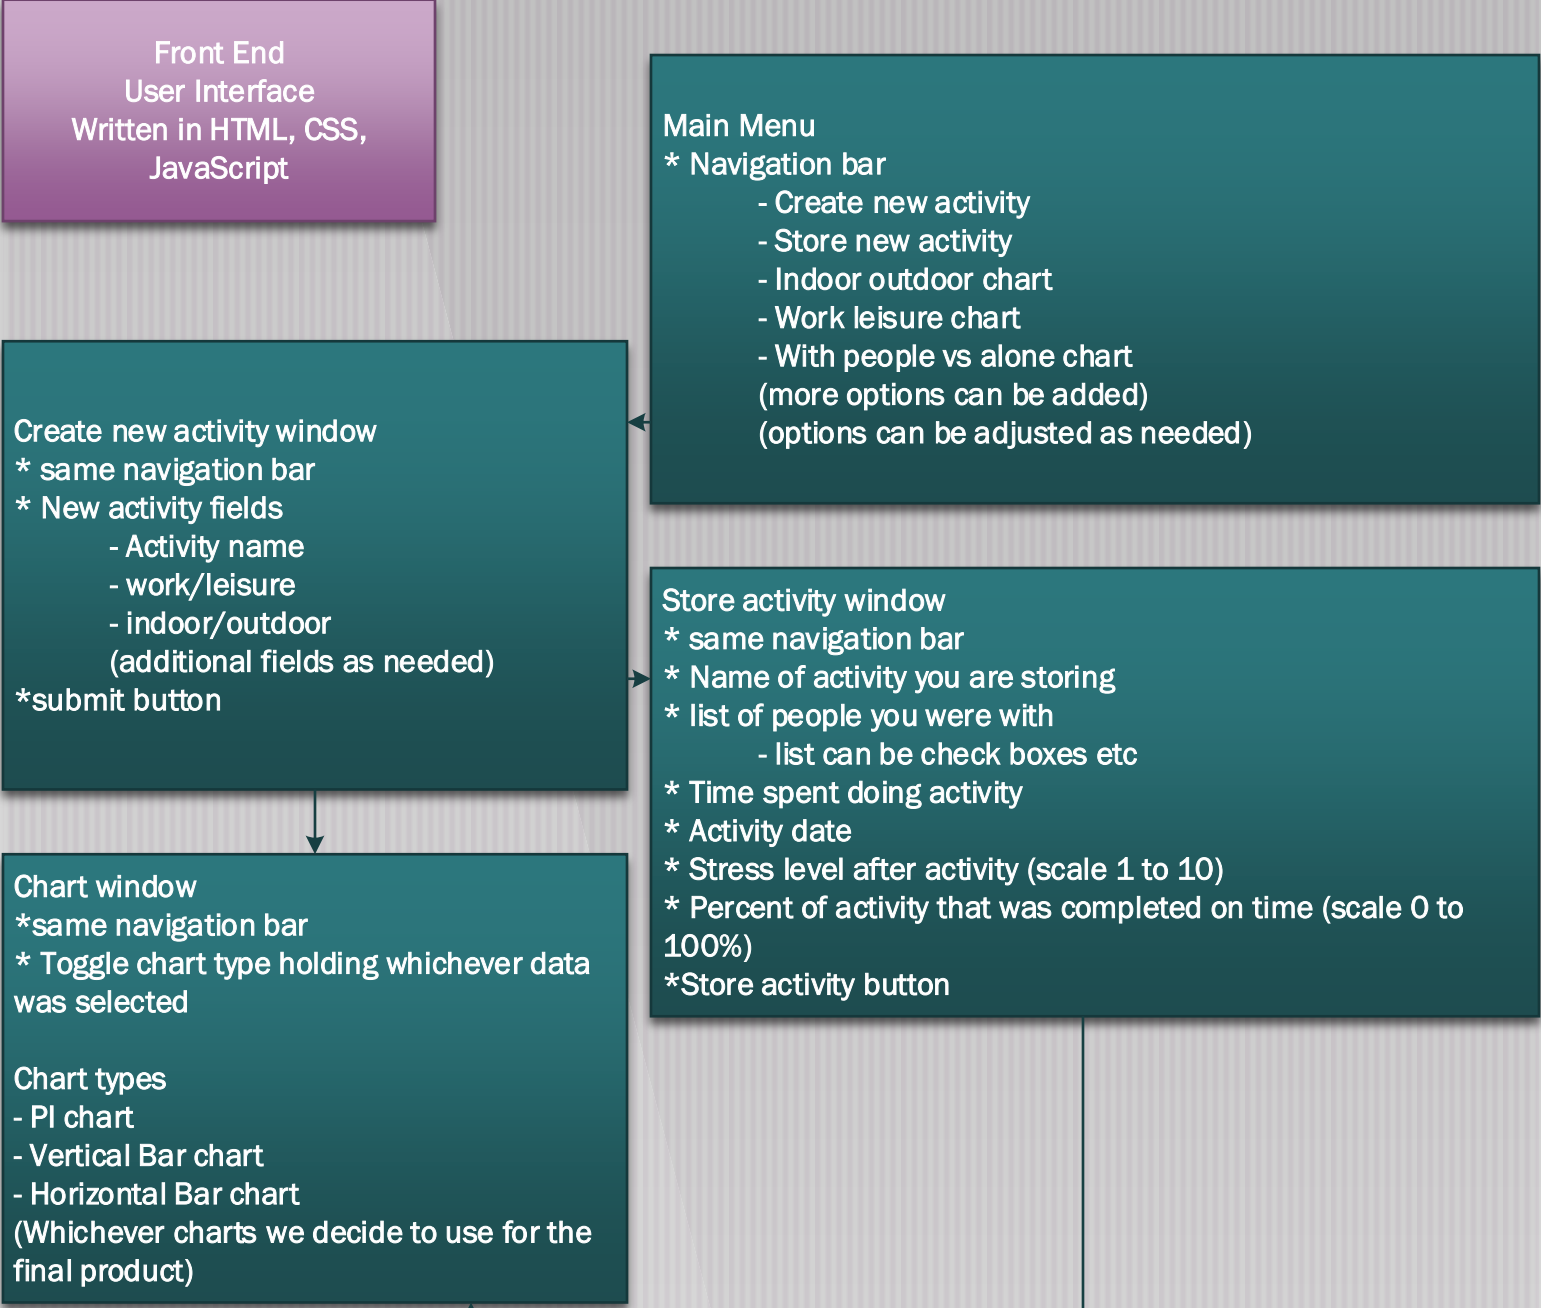 Front End
User Interface
Written in HTML, CSS,
JavaScript
Main Menu
* Navigation bar
- Create new activity
- Store new activity
- Indoor outdoor chart
- Work leisure chart
- With people vs alone chart
(more options can be added)
(options can be adjusted as needed)
Create new activity window
* same navigation bar
* New activity fields
- Activity name
- work/leisure
- indoor/outdoor
(additional fields as needed)
*submit button
Store activity window
* same navigation bar
* Name of activity you are storing
* list of people you were with
- list can be check boxes etc
* Time spent doing activity
* Activity date
* Stress level after activity (scale 1 to 10)
* Percent of activity that was completed on time (scale 0 to
100%)
*Store activity button
Chart window
*same navigation bar
* Toggle chart type holding whichever data
was selected
Chart types
- PI chart
- Vertical Bar chart
- Horizontal Bar chart
(Whichever charts we decide to use for the
final product)